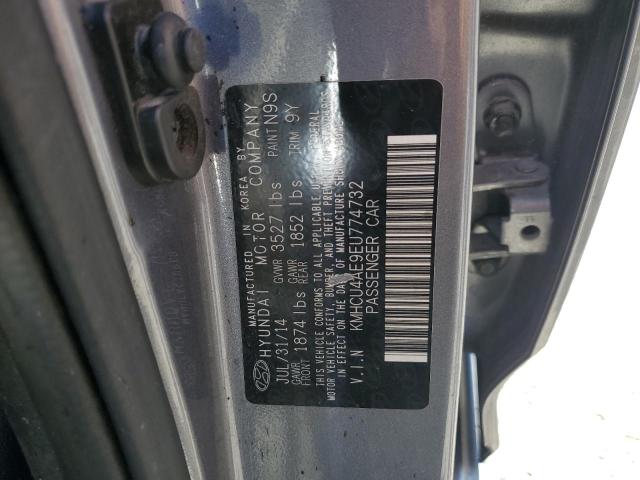 MANUFACTURED IN KOREA BY
HYUNDAI MOTOR COMPANY
JUL/31/14 GVWR 3527 lbs PAINT N9S
GAWR FRONT 1874 lbs GAWR REAR 1852 lbs TRIM 9Y
THIS VEHICLE CONFORMS TO ALL APPLICABLE U.S. FEDERAL
MOTOR VEHICLE SAFETY, BUMPER, AND THEFT PREVENTION STANDARDS
IN EFFECT ON THE DATE OF MANUFACTURE SHOWN ABOVE.
V.I.N KMHCU4AE9EU774732
PASSENGER CAR